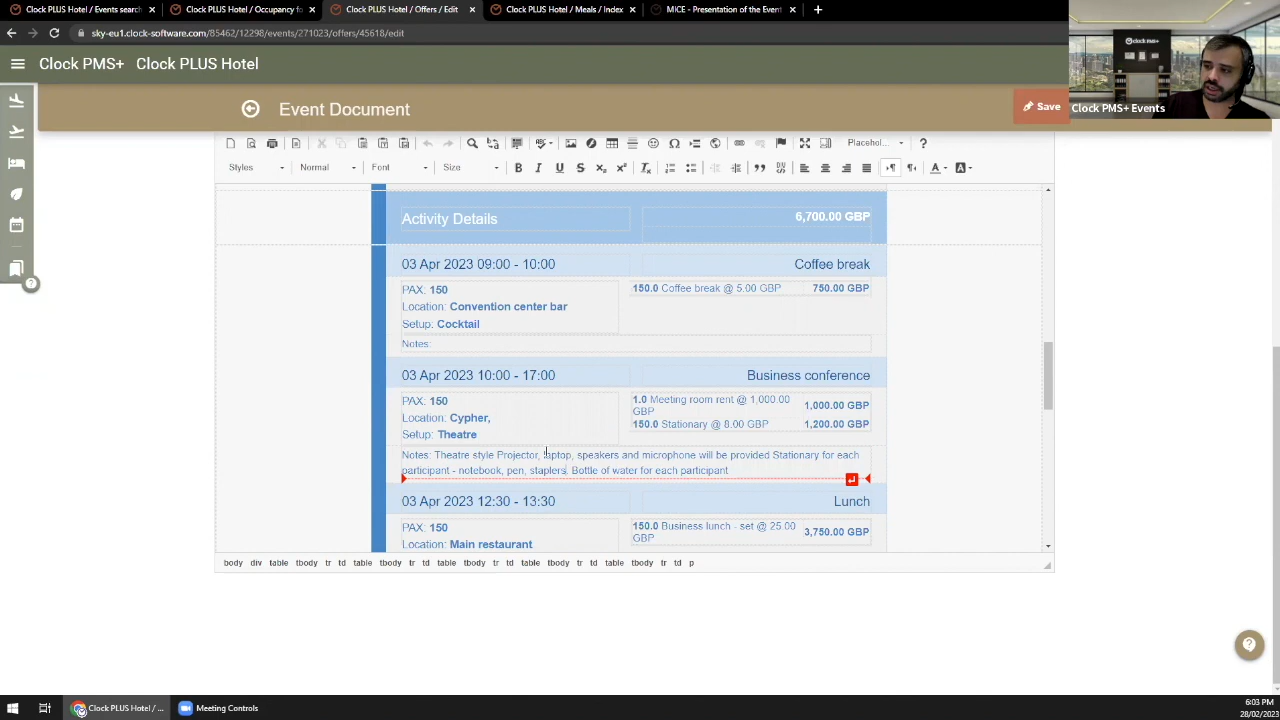 Clock PLUS Hotel / Events search
Clock PLUS Hotel / Occupancy fo
Clock PLUS Hotel / Offers / Edit
Clock PLUS Hotel / Meals / Index
MICE - Presentation of the Event
sky-eu1.clock-software.com/85462/12298/events/271023/offers/45618/edit
Clock PMS+ Clock PLUS Hotel
clock PMS+
Clock PMS+ Events
Event Document
Save
Placehol...
Styles
Normal
Font
Size
Activity Details
6,700.00 GBP
03 Apr 2023 09:00 - 10:00
Coffee break
PAX: 150
Location: Convention center bar
Setup: Cocktail
150.0 Coffee break @ 5.00 GBP
750.00 GBP
Notes:
03 Apr 2023 10:00 - 17:00
Business conference
PAX: 150
Location: Cypher,
Setup: Theatre
1.0 Meeting room rent @ 1,000.00
GBP
1,000.00 GBP
150.0 Stationary @ 8.00 GBP
1,200.00 GBP
Notes: Theatre style Projector, laptop, speakers and microphone will be provided Stationary for each
participant - notebook, pen, staplers. Bottle of water for each participant
03 Apr 2023 12:30 - 13:30
Lunch
PAX: 150
Location: Main restaurant
150.0 Business lunch - set @ 25.00
GBP
3,750.00 GBP
body div table tbody tr td table tbody tr td table tbody tr td table tbody tr td table tbody tr td p
Clock PLUS Hotel / ...
Meeting Controls
6:03 PM
28/02/2023